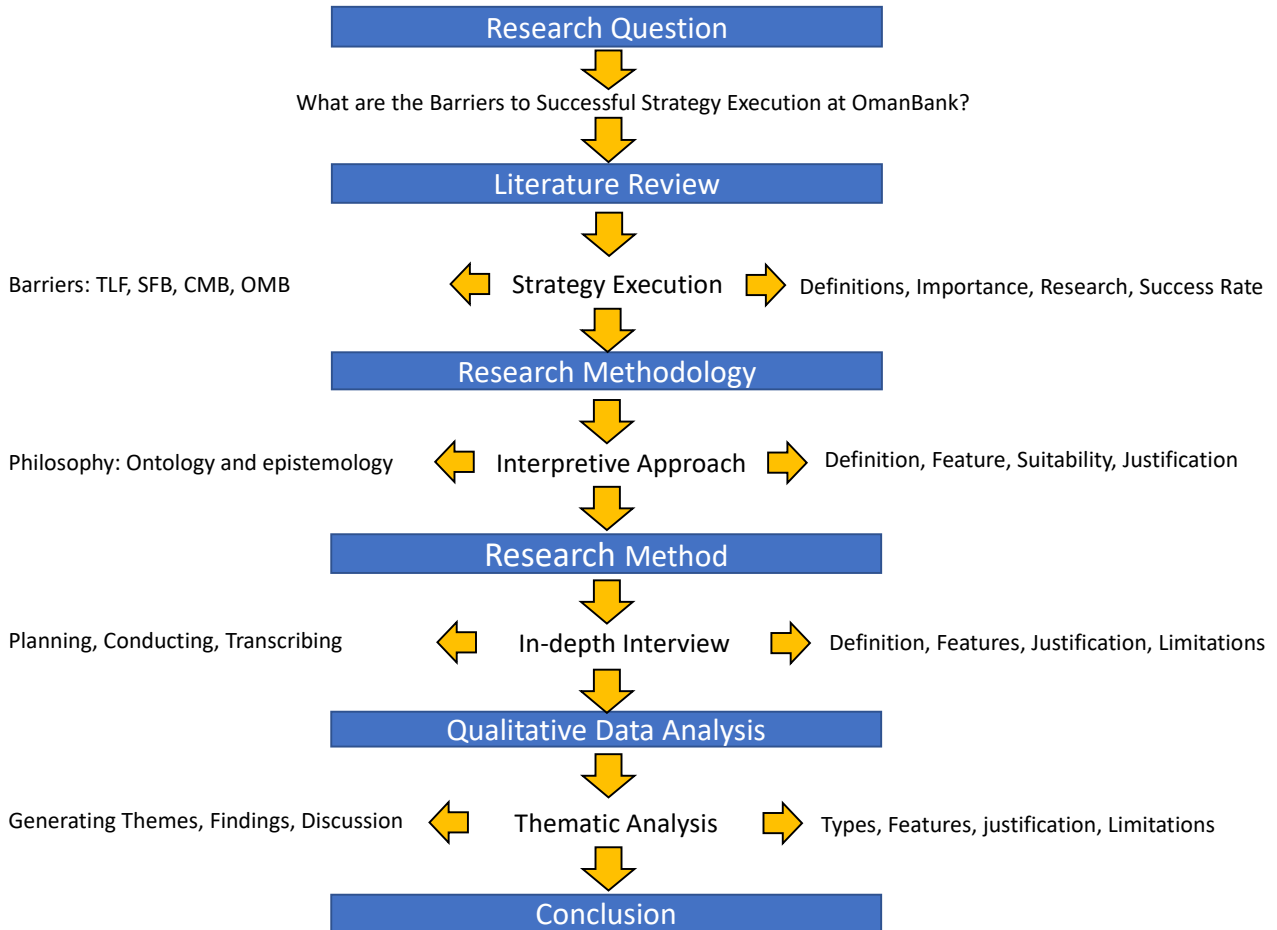 Research Question
What are the Barriers to Successful Strategy Execution at OmanBank?
Literature Review
Barriers: TLF, SFB, CMB, OMB
Strategy Execution
Definitions, Importance, Research, Success Rate
Research Methodology
Philosophy: Ontology and epistemology
Interpretive Approach
Definition, Feature, Suitability, Justification
Research Method
Planning, Conducting, Transcribing
In-depth Interview
Definition, Features, Justification, Limitations
Qualitative Data Analysis
Generating Themes, Findings, Discussion
Thematic Analysis
Types, Features, justification, Limitations
Conclusion